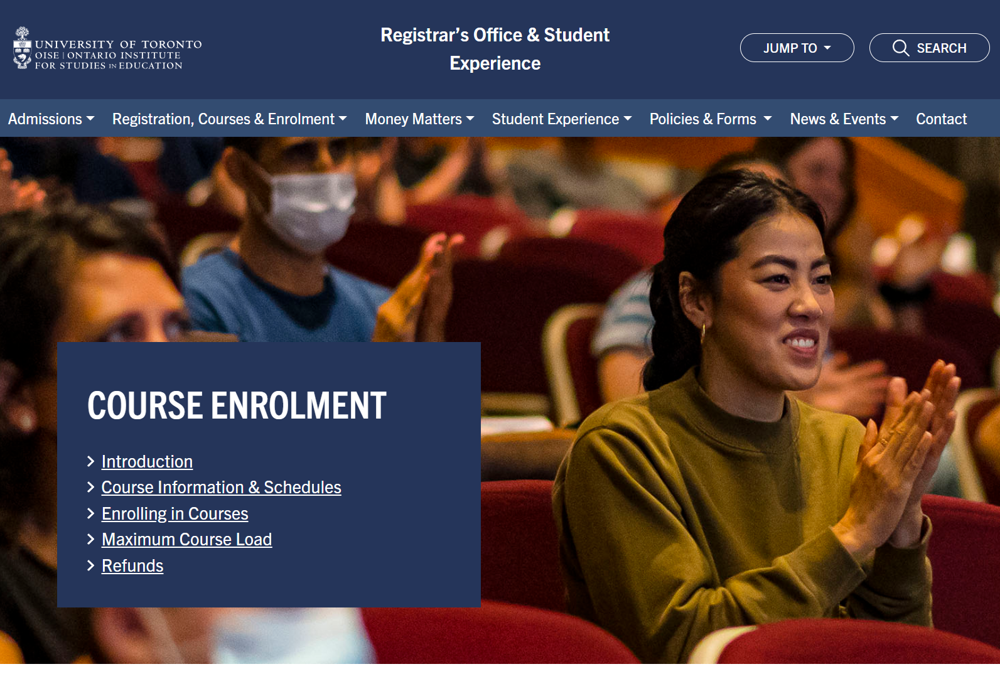 UNIVERSITY OF TORONTO
OISE | ONTARIO INSTITUTE
FOR STUDIES IN EDUCATION
Registrar's Office & Student
Experience
JUMP TO
SEARCH
Admissions Registration, Courses & Enrolment Money Matters Student Experience Policies & Forms News & Events Contact
COURSE ENROLMENT
Introduction
Course Information & Schedules
Enrolling in Courses
Maximum Course Load
Refunds